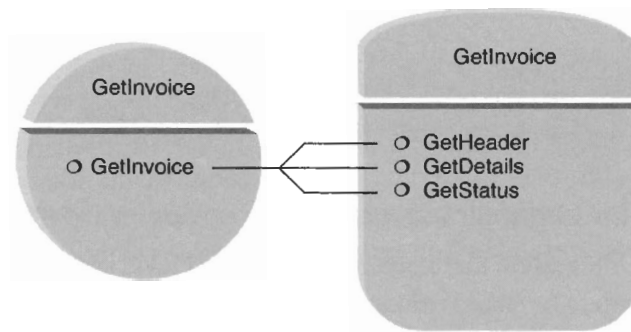 GetInvoice
GetInvoice
GetInvoice
GetHeader
GetDetails
GetStatus